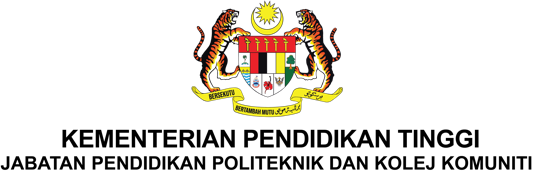 BERSEKUTU
BERTAMBAH MUTU
KEMENTERIAN PENDIDIKAN TINGGI
JABATAN PENDIDIKAN POLITEKNIK DAN KOLEJ KOMUNITI